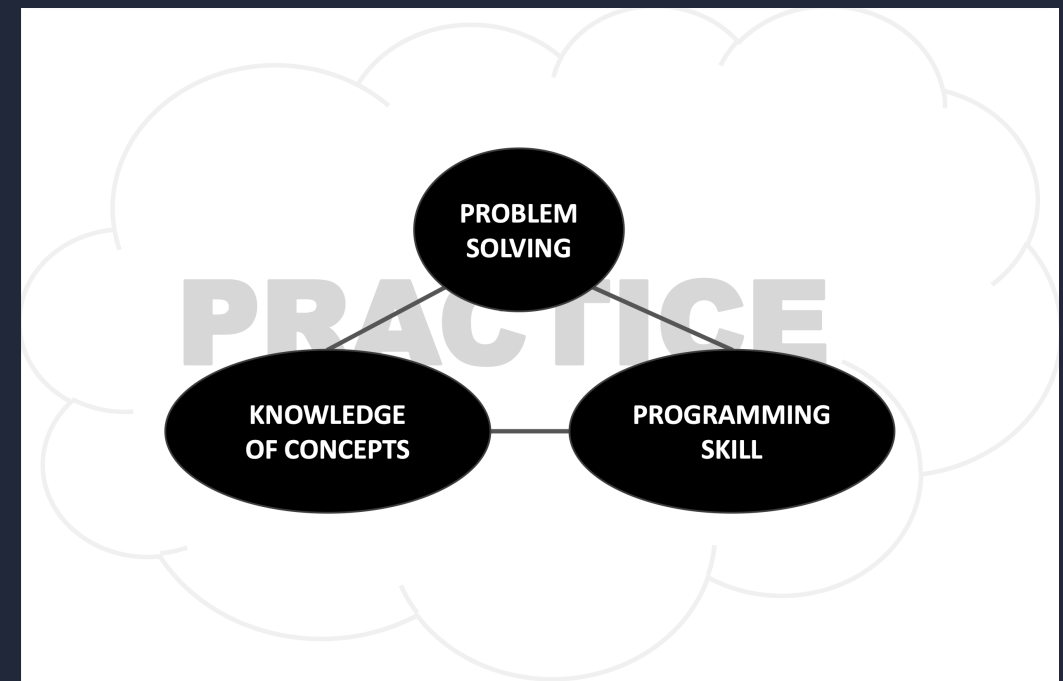 PROBLEM
SOLVING
PRACTICE
KNOWLEDGE
OF CONCEPTS
PROGRAMMING
SKILL